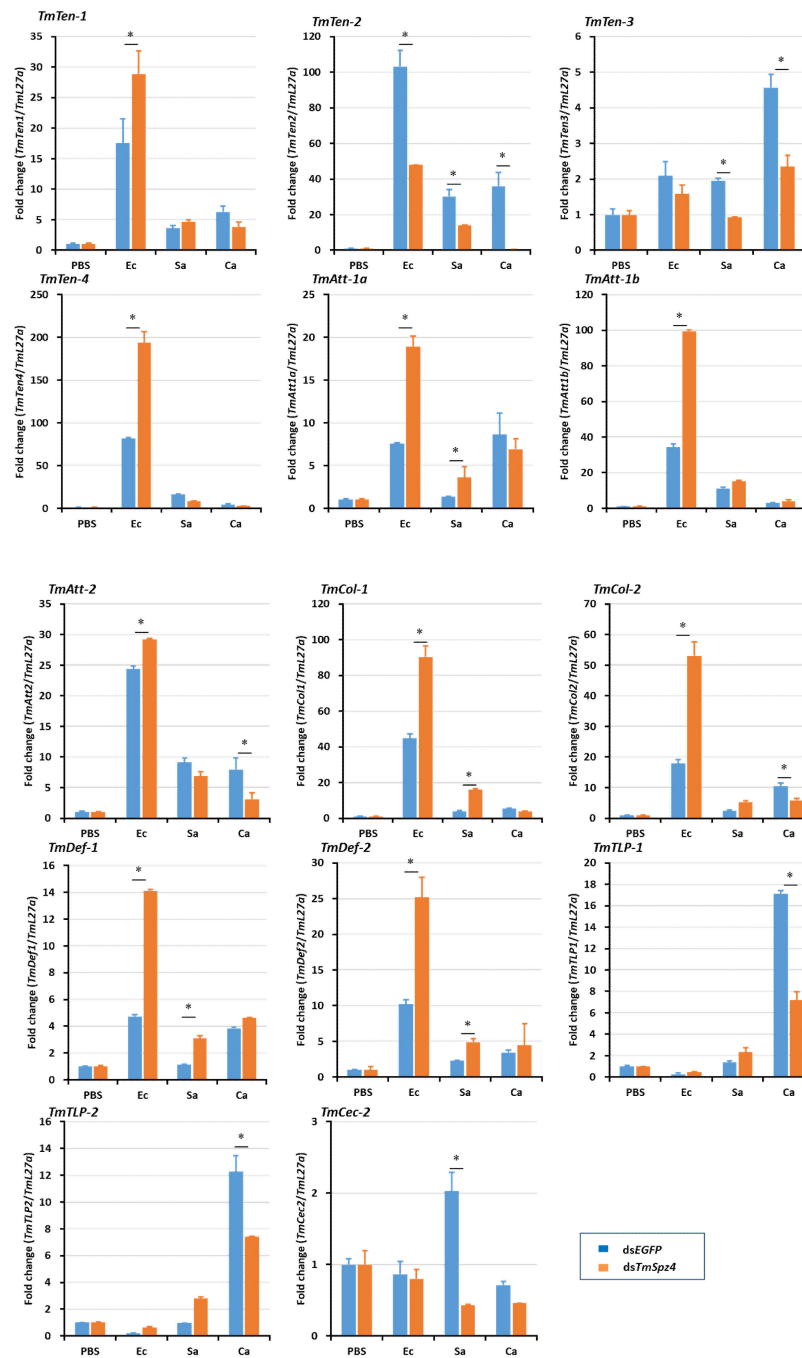 TmTen-1
Fold change (TmTen1/TmL27a)
35
30
25
20
15
10
5
0
*
PBS Ec Sa Ca
TmTen-2
Fold change (TmTen2/TmL27a)
120
100
80
60
40
20
0
* * *
PBS Ec Sa Ca
TmTen-3
Fold change (TmTen3/TmL27a)
6
5
4
3
2
1
0
* *
PBS Ec Sa Ca
TmTen-4
Fold change (TmTen4/TmL27a)
250
200
150
100
50
0
*
PBS Ec Sa Ca
TmAtt-1a
Fold change (TmAtt1a/TmL27a)
25
20
15
10
5
0
* *
PBS Ec Sa Ca
TmAtt-1b
Fold change (TmAtt1b/TmL27a)
120
100
80
60
40
20
0
*
PBS Ec Sa Ca
TmAtt-2
Fold change (TmAtt2/TmL27a)
35
30
25
20
15
10
5
0
* *
PBS Ec Sa Ca
TmCol-1
Fold change (TmCol1/TmL27a)
120
100
80
60
40
20
0
* *
PBS Ec Sa Ca
TmCol-2
Fold change (TmCol2/TmL27a)
70
60
50
40
30
20
10
0
* *
PBS Ec Sa Ca
TmDef-1
Fold change (TmDef1/TmL27a)
16
14
12
10
8
6
4
2
0
* *
PBS Ec Sa Ca
TmDef-2
Fold change (TmDef2/TmL27a)
30
25
20
15
10
5
0
* *
PBS Ec Sa Ca
TmTLP-1
Fold change (TmTLP1/TmL27a)
20
18
16
14
12
10
8
6
4
2
0
*
PBS Ec Sa Ca
TmTLP-2
Fold change (TmTLP2/TmL27a)
16
14
12
10
8
6
4
2
0
*
PBS Ec Sa Ca
TmCec-2
Fold change (TmCec2/TmL27a)
3
2
1
0
*
PBS Ec Sa Ca
dsEGFP
dsTmSpz4